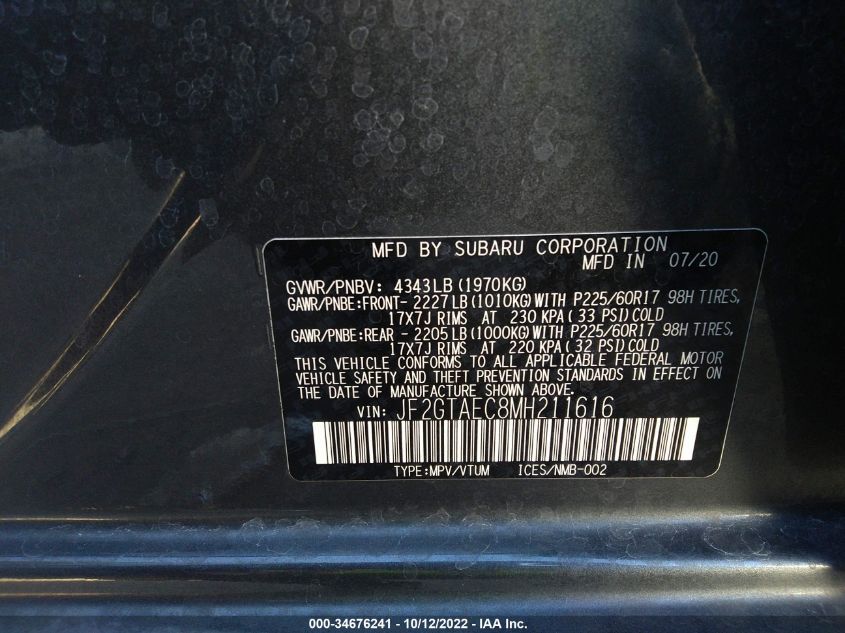 MFD BY SUBARU CORPORATION
MFD IN 07/20
GVWR/PNBV: 4343LB (1970KG)
GAWR/PNBE:FRONT- 2227LB (1010KG) WITH P225/60R17 98H TIRES,
17X7J RIMS AT 230 KPA (33 PSI) COLD
GAWR/PNBE:REAR - 2205LB (1000KG) WITH P225/60R17 98H TIRES,
17X7J RIMS AT 220 KPA (32 PSI) COLD
THIS VEHICLE CONFORMS TO ALL APPLICABLE FEDERAL MOTOR
VEHICLE SAFETY AND THEFT PREVENTION STANDARDS IN EFFECT ON
THE DATE OF MANUFACTURE SHOWN ABOVE.
VIN: JF2GTAEC8MH211616
TYPE:MPV/VTUM ICES/NMB-002
000-34676241 - 10/12/2022 - IAA Inc.